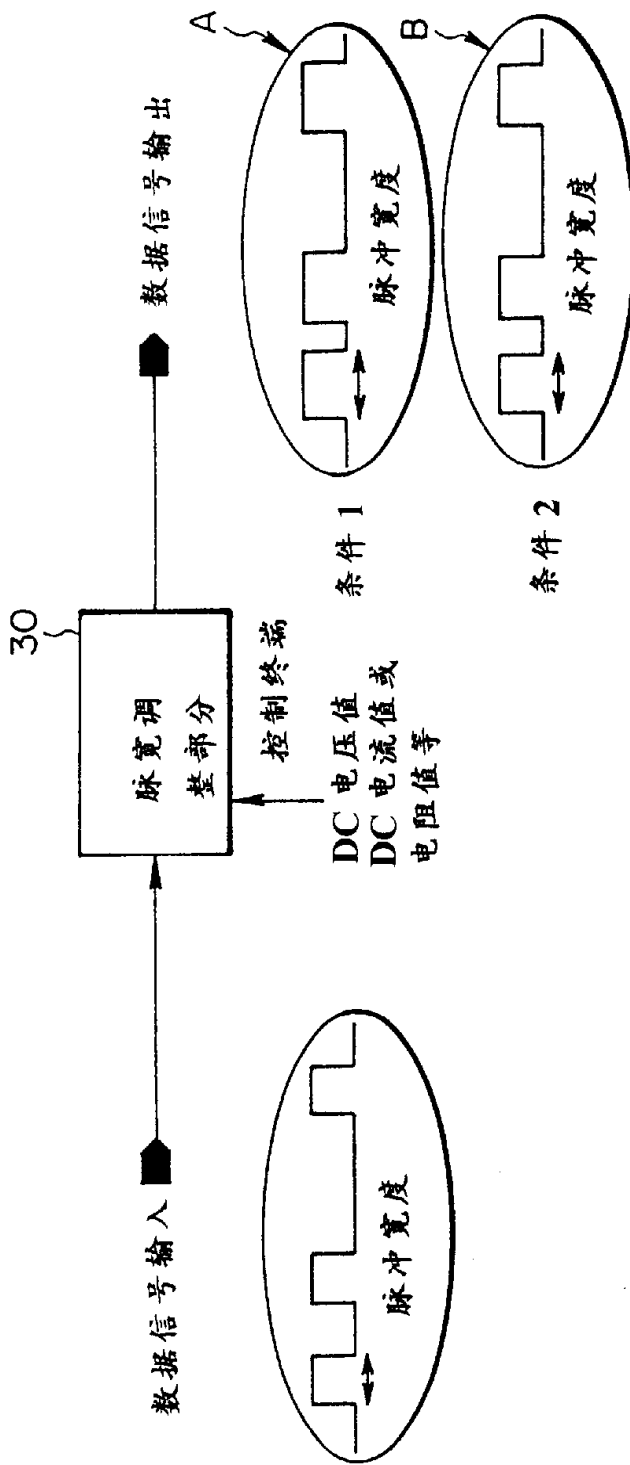 数据信号输入
脉冲宽度
30
脉宽调
整部分
控制终端
DC 电压值
DC 电流值或
电阻值等
数据信号输出
条件 1
脉冲宽度
A
条件 2
脉冲宽度
B